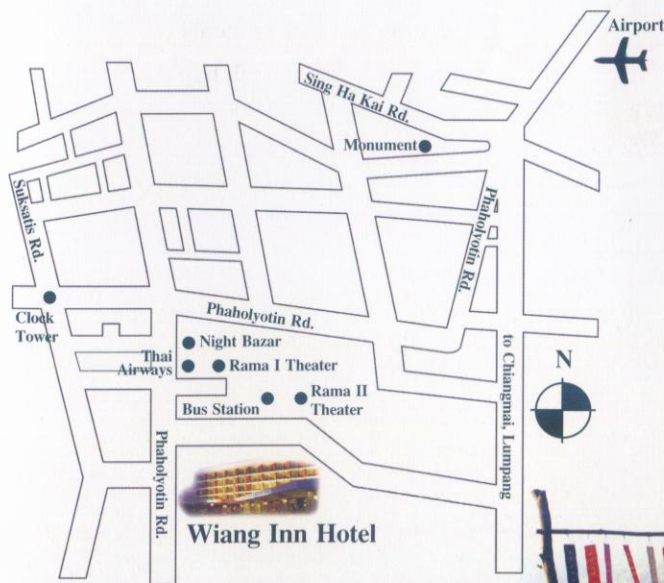 Airport
Sing Ha Kai Rd.
Monument
Suksatis Rd.
Phaholyotin Rd.
Clock
Tower
Phaholyotin Rd.
Night Bazar
Thai
Airways
Rama I Theater
Bus Station
Rama II
Theater
to Chiangmai, Lumpang
N
Phaholyotin Rd.
Wiang Inn Hotel